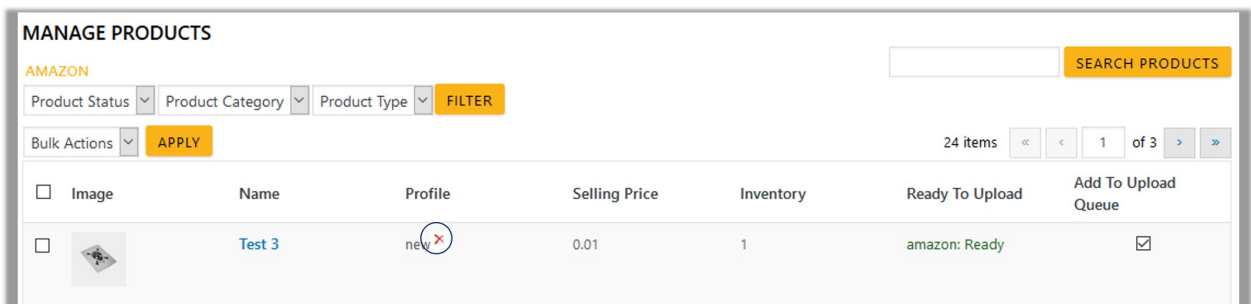 MANAGE PRODUCTS
AMAZON
SEARCH PRODUCTS
Product Status Product Category Product Type FILTER
Bulk Actions APPLY 24 items « ‹ 1 of 3 › »
Image Name Profile Selling Price Inventory Ready To Upload Add To Upload
Queue
Test 3 new 0.01 1 amazon: Ready